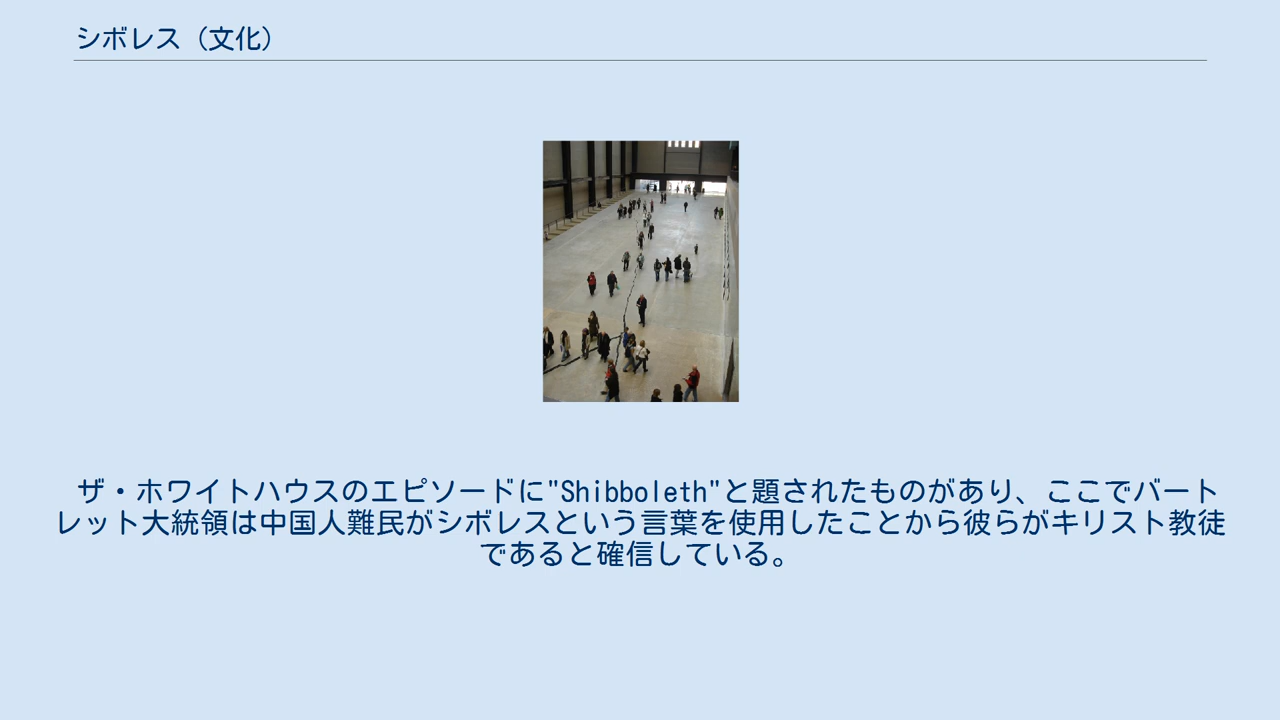 シボレス（文化）
ザ・ホワイトハウスのエピソードに"Shibboleth"と題されたものがあり、ここでバート
レット大統領は中国人難民がシボレスという言葉を使用したことから彼らがキリスト教徒
であると確信している。